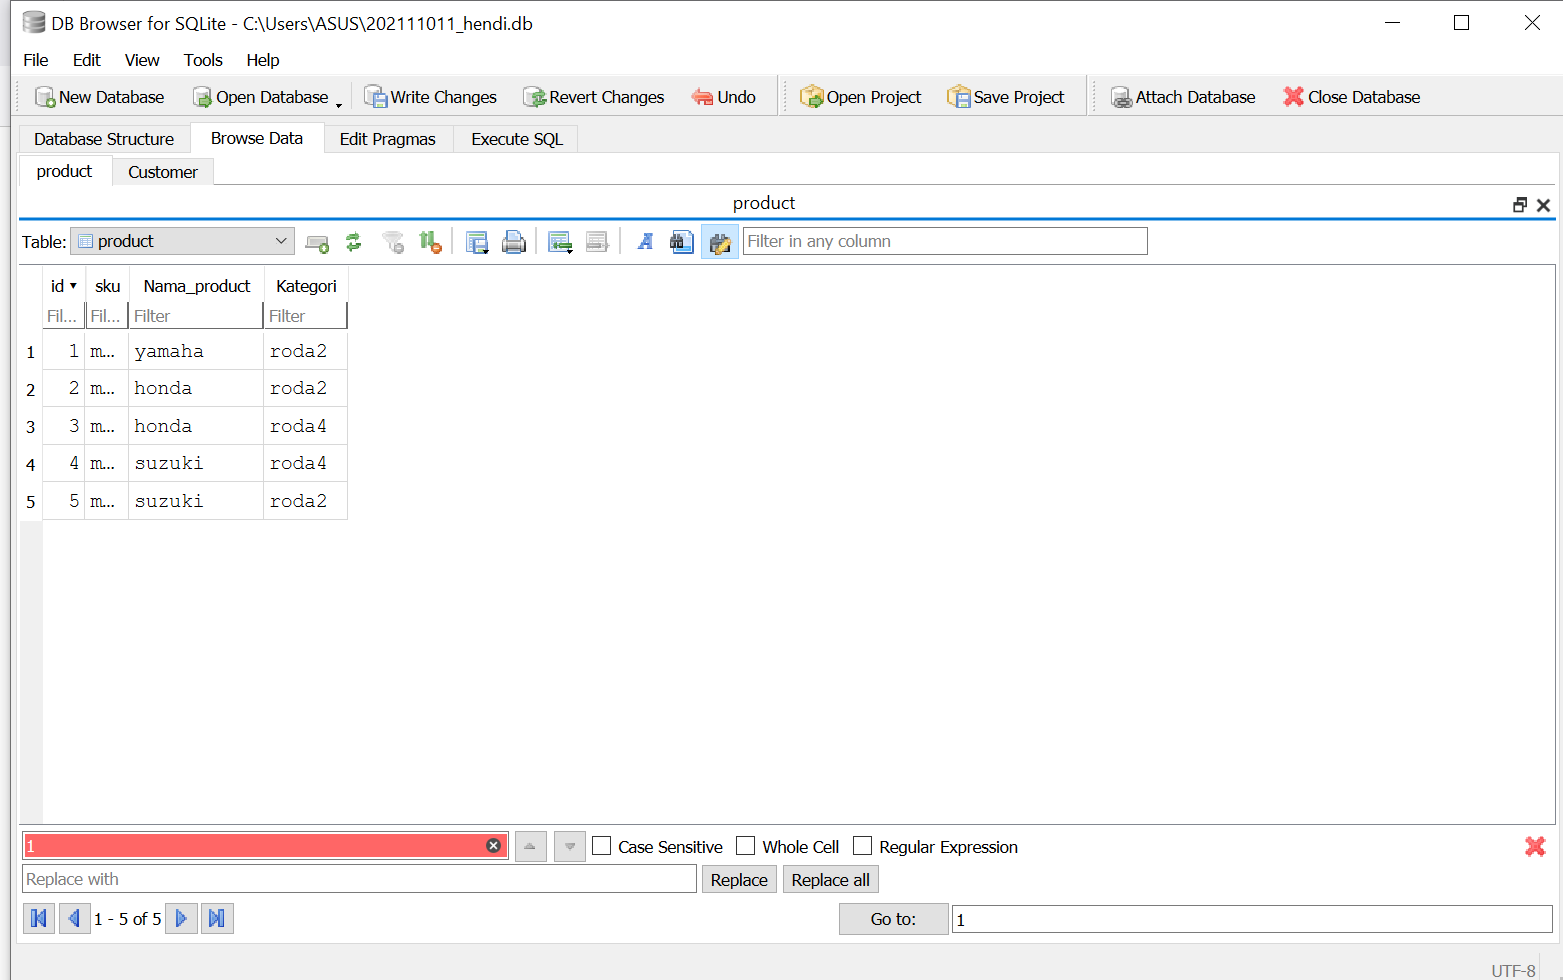 DB Browser for SQLite - C:\Users\ASUS\202111011_hendi.db
File Edit View Tools Help
New Database Open Database Write Changes Revert Changes Undo Open Project Save Project Attach Database Close Database
Database Structure Browse Data Edit Pragmas Execute SQL
product Customer
product
Table: product Filter in any column
id sku Nama_product Kategori
Fil... Fil... Filter Filter
1 1 m... yamaha roda2
2 2 m... honda roda2
3 3 m... honda roda4
4 4 m... suzuki roda4
5 5 m... suzuki roda2
1 Case Sensitive Whole Cell Regular Expression
Replace with Replace Replace all
1 - 5 of 5 Go to: 1
UTF-8